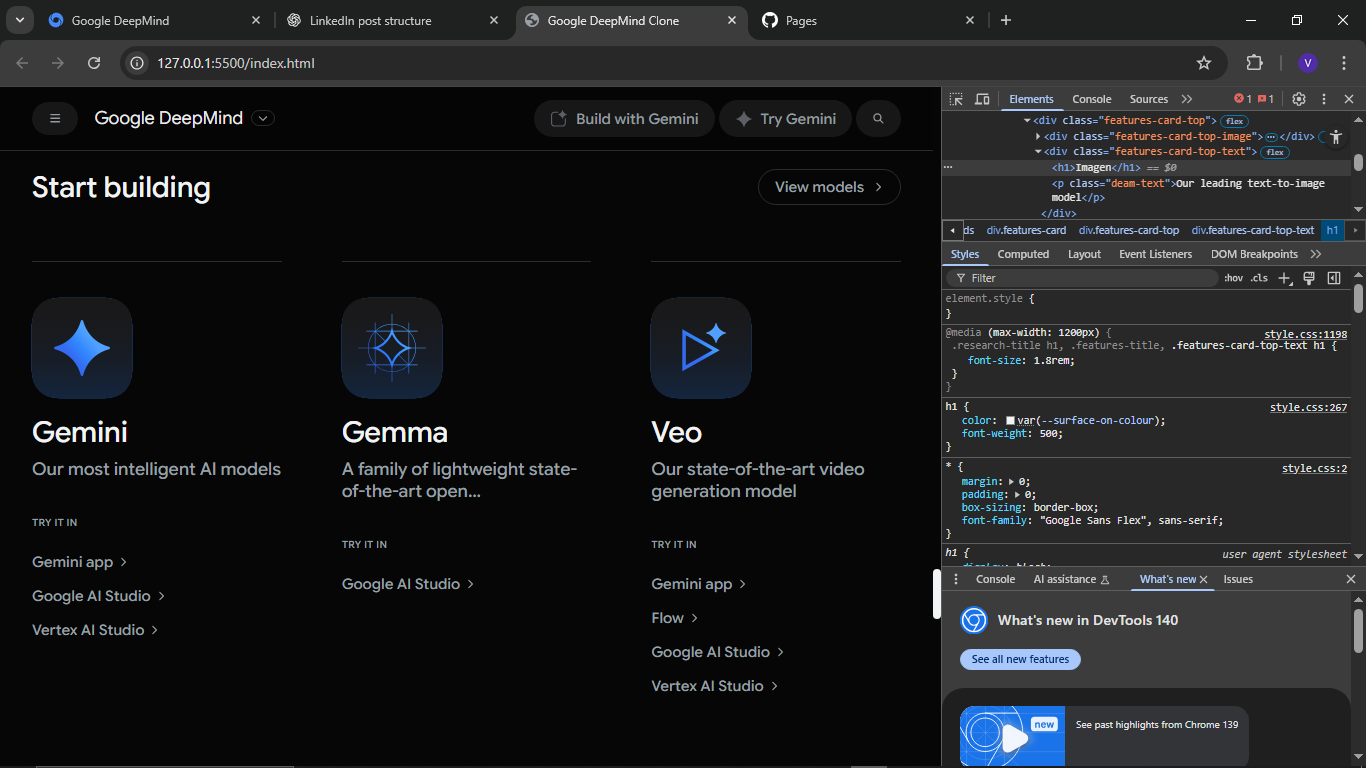 Google DeepMind
LinkedIn post structure
Google DeepMind Clone
Pages
127.0.0.1:5500/index.html
V
Google DeepMind
Build with Gemini
Try Gemini
Start building
View models
Gemini
Our most intelligent AI models
TRY IT IN
Gemini app
Google AI Studio
Vertex AI Studio
Gemma
A family of lightweight state-
of-the-art open...
TRY IT IN
Google AI Studio
Veo
Our state-of-the-art video
generation model
TRY IT IN
Gemini app
Flow
Google AI Studio
Vertex AI Studio
Elements Console Sources 1 1
<div class="features-card-top"> flex
<div class="features-card-top-image"> </div>
<div class="features-card-top-text"> flex
<h1>Imagen</h1> == $0
<p class="deam-text">Our leading text-to-image
model</p>
</div>
ds div.features-card div.features-card-top div.features-card-top-text h1
Styles Computed Layout Event Listeners DOM Breakpoints
Filter :hov .cls
element.style {
}
@media (max-width: 1200px) { style.css:1198
.research-title h1, .features-title, .features-card-top-text h1 {
font-size: 1.8rem;
}
}
h1 { style.css:267
color: var(--surface-on-colour);
font-weight: 500;
}
* { style.css:2
margin: 0;
padding: 0;
box-sizing: border-box;
font-family: "Google Sans Flex", sans-serif;
}
h1 { user agent stylesheet
Console AI assistance What's new Issues
What's new in DevTools 140
See all new features
new
See past highlights from Chrome 139